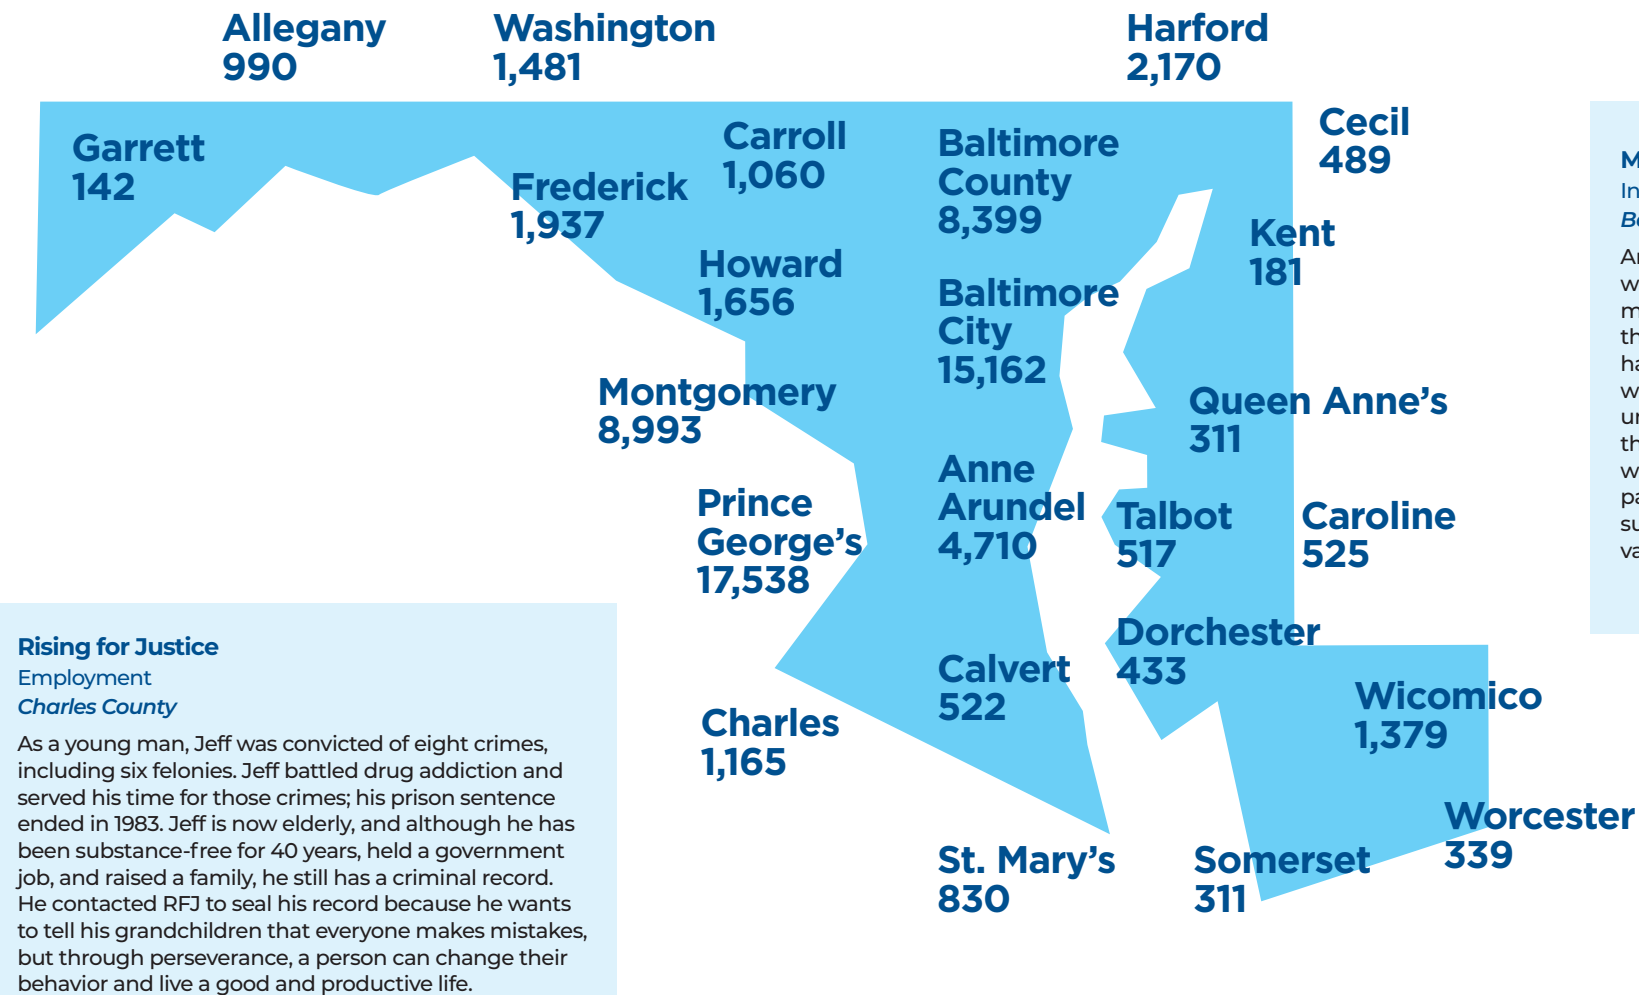 Allegany
990
Washington
1,481
Harford
2,170
Garrett
142
Frederick
1,937
Carroll
1,060
Baltimore
County
8,399
Cecil
489
Howard
1,656
Baltimore
City
15,162
Kent
181
Montgomery
8,993
Queen Anne’s
311
Prince
George’s
17,538
Anne
Arundel
4,710
Talbot
517
Caroline
525
Dorchester
433
Calvert
522
Charles
1,165
Wicomico
1,379
St. Mary’s
830
Somerset
311
Worcester
339
Rising for Justice
Employment
Charles County
As a young man, Jeff was convicted of eight crimes,
including six felonies. Jeff battled drug addiction and
served his time for those crimes; his prison sentence
ended in 1983. Jeff is now elderly, and although he has
been substance-free for 40 years, held a government
job, and raised a family, he still has a criminal record.
He contacted RFJ to seal his record because he wants
to tell his grandchildren that everyone makes mistakes,
but through perseverance, a person can change their
behavior and live a good and productive life.